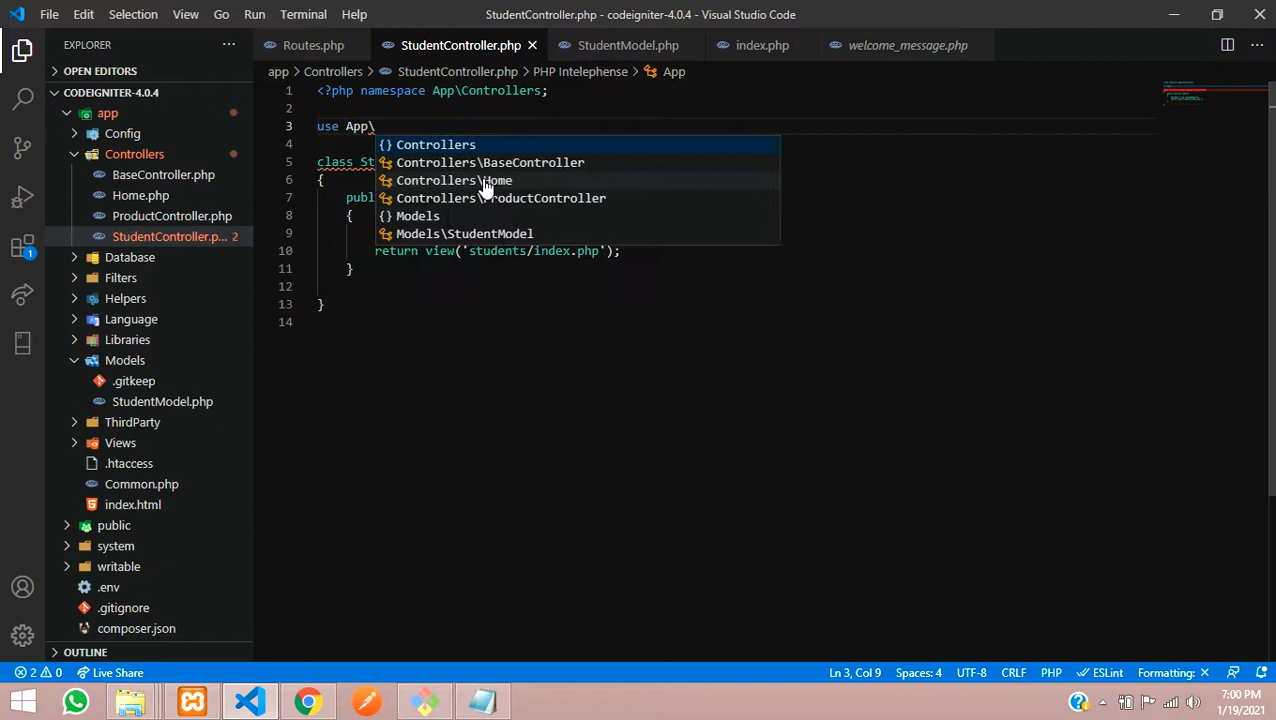 File Edit Selection View Go Run Terminal Help
StudentController.php - codeigniter-4.0.4 - Visual Studio Code
EXPLORER
Routes.php
StudentController.php
StudentModel.php
index.php
welcome_message.php
OPEN EDITORS
app > Controllers > StudentController.php > PHP Intelephense > App
CODEIGNITER-4.0.4
app
Config
Controllers
BaseController.php
Home.php
ProductController.php
StudentController.p... 2
Database
Filters
Helpers
Language
Libraries
Models
.gitkeep
StudentModel.php
ThirdParty
Views
.htaccess
Common.php
index.html
public
system
writable
.env
.gitignore
composer.json
OUTLINE
1 <?php namespace App\Controllers;
2
3 use App\
4
5 class St
6 {
7 publ
8 {
9
10 return view('students/index.php');
11 }
12
13 }
14
{} Controllers
Controllers\BaseController
Controllers\Home
Controllers\ProductController
{} Models
Models\StudentModel
1
2 0 Live Share
Ln 3, Col 9 Spaces: 4 UTF-8 CRLF PHP ESLint Formatting: ×
7:00 PM
1/19/2021